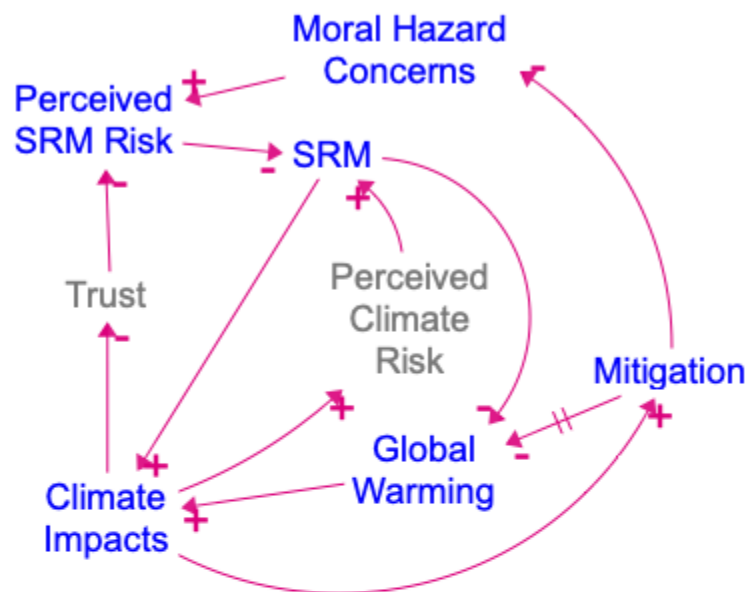 Moral Hazard
Concerns
Perceived
SRM Risk
SRM
Trust
Perceived
Climate
Risk
Mitigation
Global
Warming
Climate
Impacts